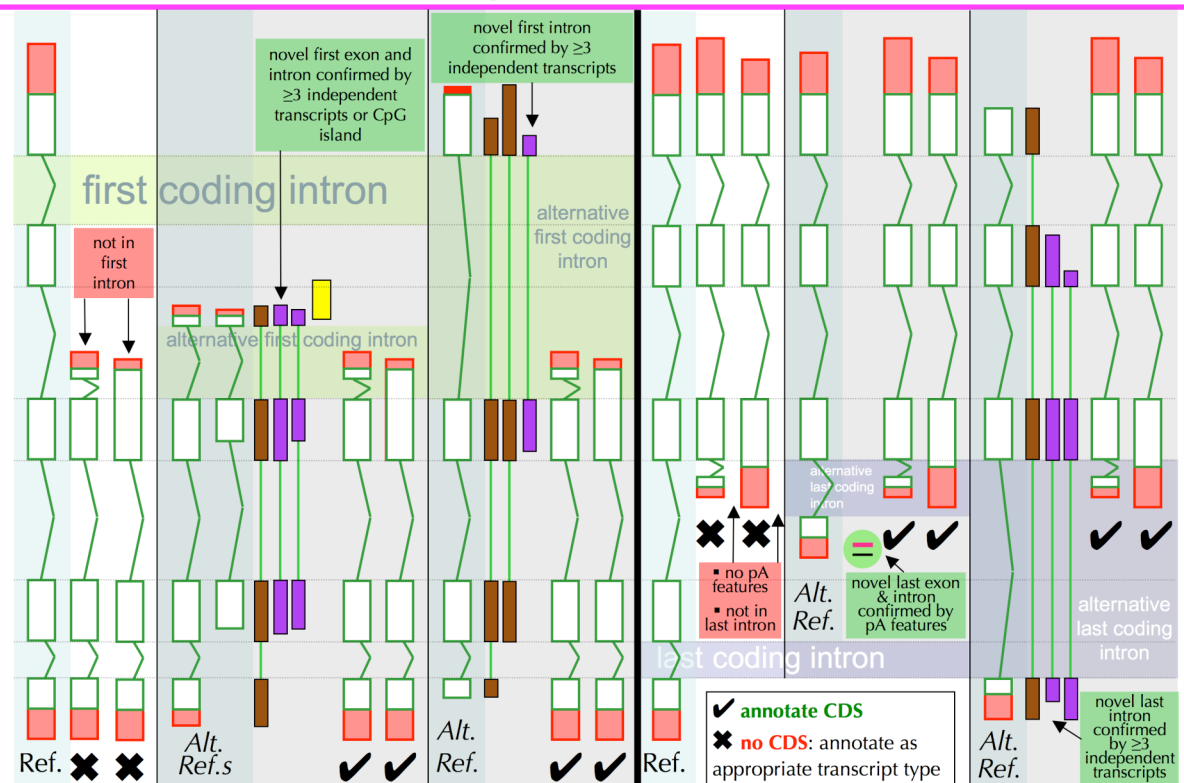 novel first exon and
intron confirmed by
≥3 independent
transcripts or CpG
island
novel first intron
confirmed by ≥3
independent transcripts
first coding intron
not in
first
intron
alternative first coding intron
alternative
first coding
intron
Ref.
Alt.
Ref.s
Alt.
Ref.
alternative
last coding
intron
▪ no pA
features
▪ not in
last intron
Alt.
Ref.
=
novel last exon
& intron
confirmed by
pA features
alternative
last coding
intron
last coding intron
Ref.
✔ annotate CDS
✖ no CDS: annotate as
appropriate transcript type
Alt.
Ref.
novel last
intron
confirmed
by ≥3
independent
transcripts